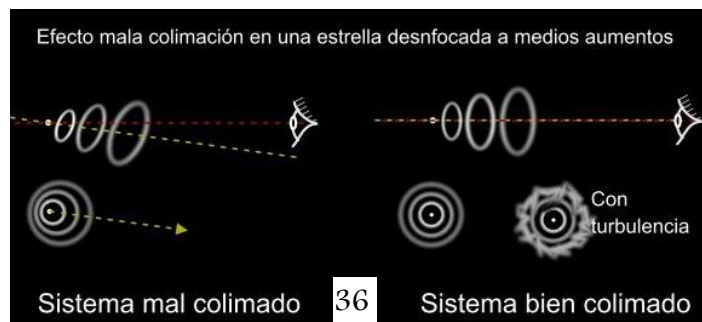 Efecto mala colimación en una estrella desnfocada a medios aumentos
Con
turbulencia
Sistema mal colimado
36
Sistema bien colimado